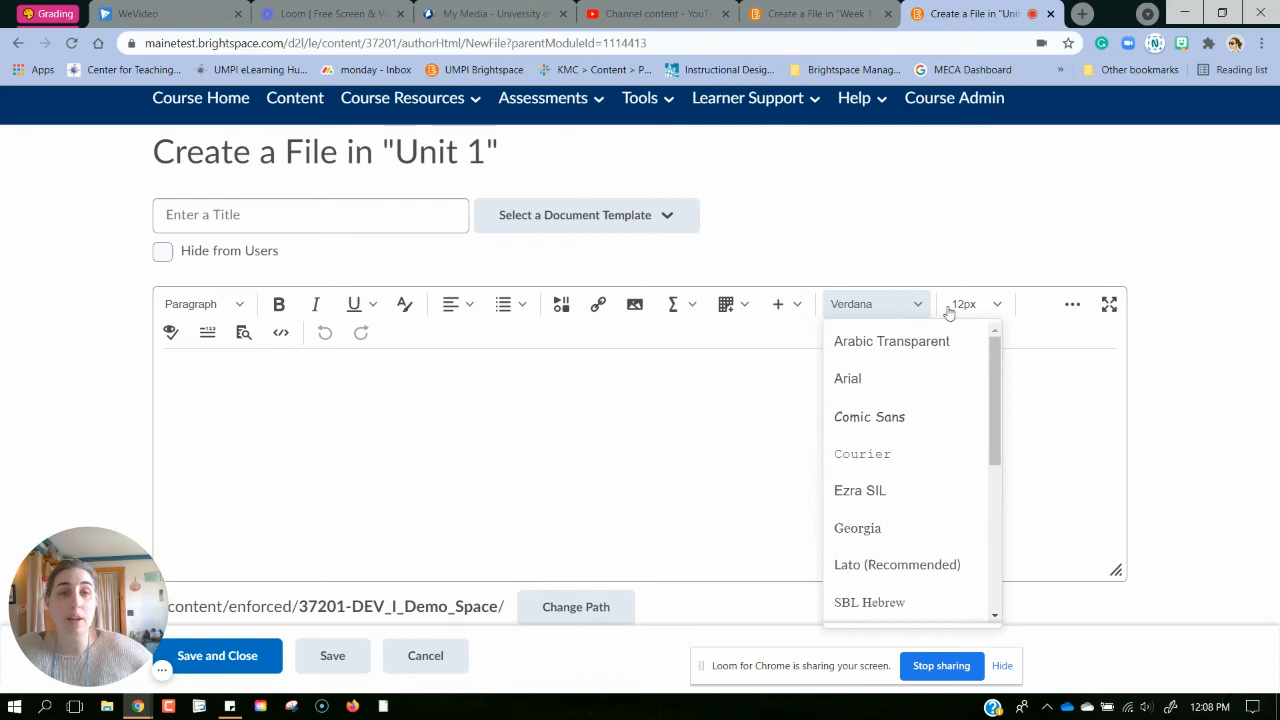 Grading
WeVideo
Loom | Free Screen & Vi
My Media - University o
Channel content - YouT
Create a File in "Week 1
Create a File in "Unit
mainetest.brightspace.com/d2l/le/content/37201/authorHtml/NewFile?parentModuleId=1114413
Apps
Center for Teaching...
UMPI eLearning Hu...
monday - Inbox
UMPI Brightspace
KMC > Content > P...
Instructional Desig...
Brightspace Manag...
MECA Dashboard
»
Other bookmarks
Reading list
Course Home
Content
Course Resources
Assessments
Tools
Learner Support
Help
Course Admin
Create a File in "Unit 1"
Enter a Title
Select a Document Template
Hide from Users
Paragraph
B
I
U
Verdana
12px
Arabic Transparent
Arial
Comic Sans
Courier
Ezra SIL
Georgia
Lato (Recommended)
SBL Hebrew
content/enforced/37201-DEV_I_Demo_Space/
Change Path
Save and Close
Save
Cancel
Loom for Chrome is sharing your screen.
Stop sharing
Hide
12:08 PM